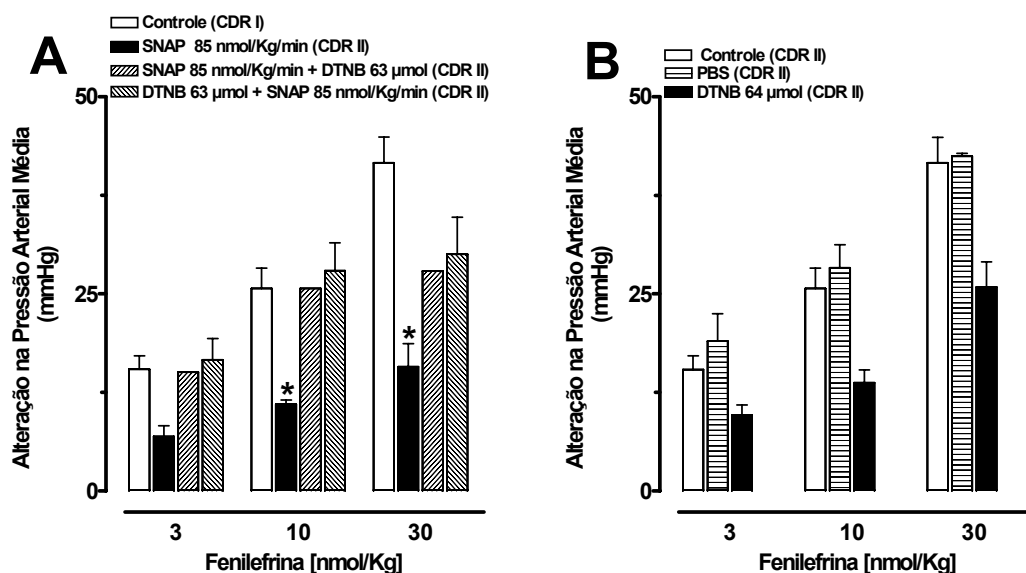 A
Controle (CDR I)
SNAP 85 nmol/Kg/min (CDR II)
SNAP 85 nmol/Kg/min + DTNB 63 µmol (CDR II)
DTNB 63 µmol + SNAP 85 nmol/Kg/min (CDR II)
Alteração na Pressão Arterial Média
(mmHg)
50
25
0
*
*
3 10 30
Fenilefrina [nmol/Kg]
B
Controle (CDR II)
PBS (CDR II)
DTNB 64 µmol (CDR II)
Alteração na Pressão Arterial Média
(mmHg)
50
25
0
3 10 30
Fenilefrina [nmol/Kg]